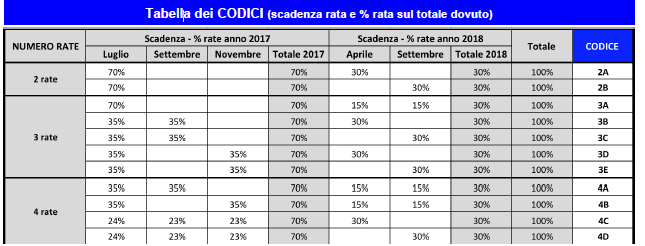 Tabella dei CODICI (scadenza rata e % rata sul totale dovuto)
NUMERO RATE Scadenza - % rate anno 2017 Scadenza - % rate anno 2018 Totale CODICE
Luglio Settembre Novembre Totale 2017 Aprile Settembre Totale 2018
2 rate
70% 70% 30% 30% 100% 2A
70% 70% 30% 30% 100% 2B
3 rate
70% 70% 15% 15% 30% 100% 3A
35% 35% 70% 30% 30% 100% 3B
35% 35% 70% 30% 30% 100% 3C
35% 35% 70% 30% 30% 100% 3D
35% 35% 70% 30% 30% 100% 3E
4 rate
35% 35% 70% 15% 15% 30% 100% 4A
35% 35% 70% 15% 15% 30% 100% 4B
24% 23% 23% 70% 30% 30% 100% 4C
24% 23% 23% 70% 30% 30% 100% 4D